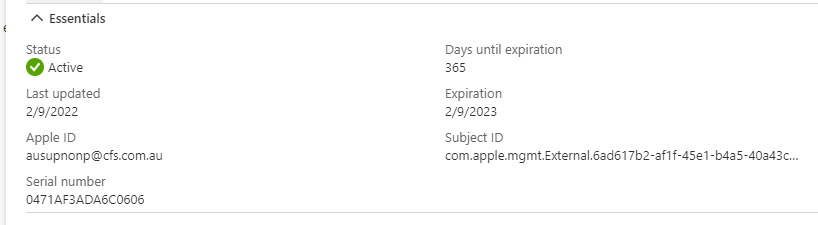 Essentials
Status
Days until expiration
Active
365
Last updated
Expiration
2/9/2022
2/9/2023
Apple ID
Subject ID
ausupnonp@cfs.com.au
com.apple.mgmt.External.6ad617b2-af1f-45e1-b4a5-40a43c...
Serial number
0471AF3ADA6C0606